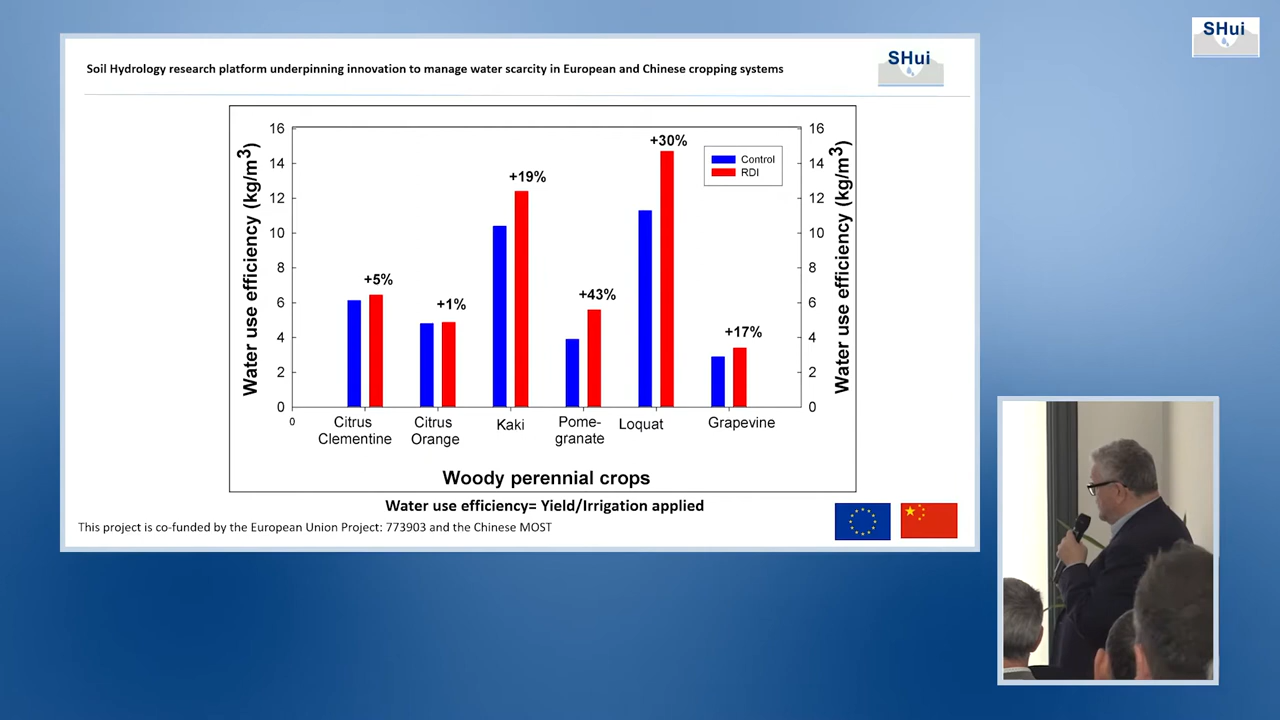 SHui
Soil Hydrology research platform underpinning innovation to manage water scarcity in European and Chinese cropping systems
SHui
Water use efficiency (kg/m³)
16
14
12
10
8
6
4
2
0
+5%
+1%
+19%
+43%
+30%
+17%
Control
RDI
16
14
12
10
8
6
4
2
0
Water use efficiency (kg/m³)
0
Citrus
Clementine
Citrus
Orange
Kaki
Pome-
granate
Loquat
Grapevine
Woody perennial crops
Water use efficiency= Yield/Irrigation applied
This project is co-funded by the European Union Project: 773903 and the Chinese MOST